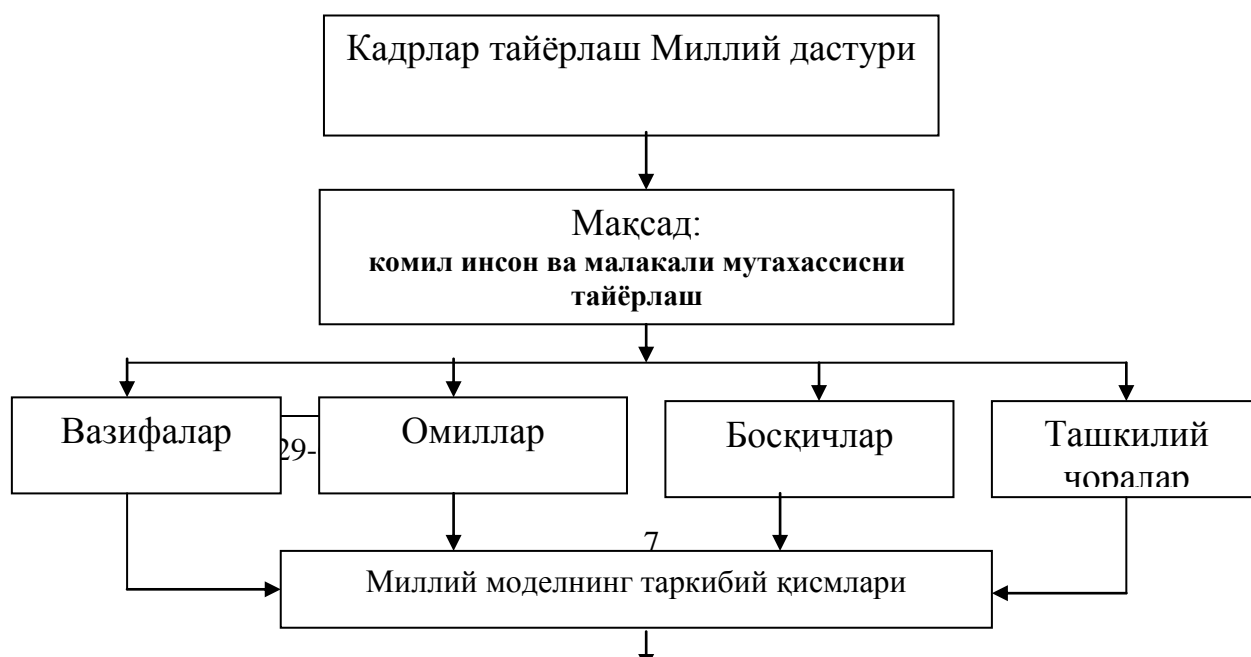 Кадрлар тайёрлаш Миллий дастури
Мақсад:
комил инсон ва малакали мутахассисни
тайёрлаш
Вазифалар
29-
Омиллар
Босқичлар
Ташкилий
чоралар
7
Миллий моделнинг таркибий қисмлари